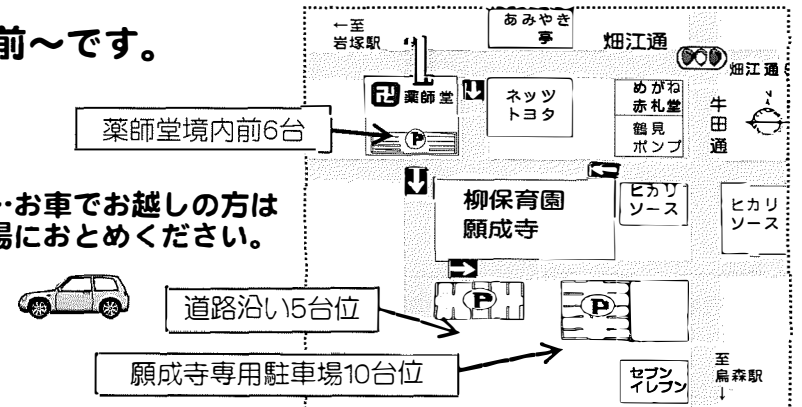 前～です。
←至
岩塚駅
あみやき
亭
畑江通
畑江通
卍 薬師堂
ネッツ
トヨタ
めがね
赤札堂
鶴見
ポンプ
牛田通
薬師堂境内前6台
P
‥お車でお越しの方は
場におとめください。
柳保育園
願成寺
ヒカリ
ソース
ヒカリ
ソース
道路沿い5台位
P
P
願成寺専用駐車場10台位
セブン
イレブン
至
烏森駅
↓